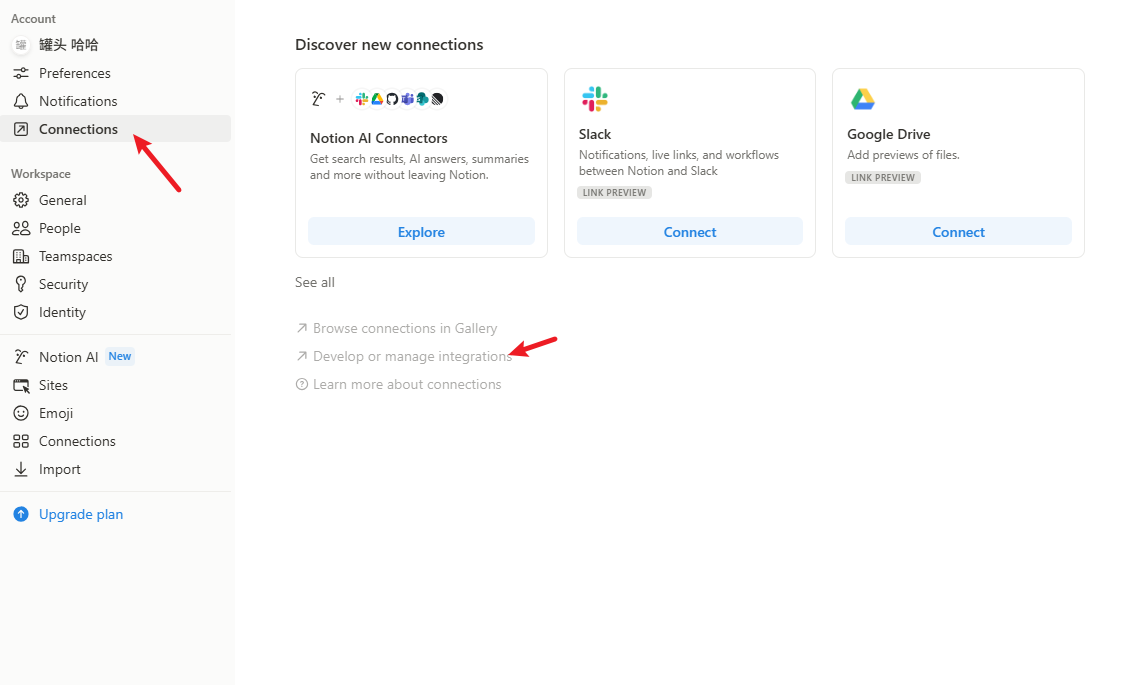 Account
罐
罐头 哈哈
Preferences
Notifications
Connections
Workspace
General
People
Teamspaces
Security
Identity
Notion AI New
Sites
Emoji
Connections
Import
Upgrade plan
Discover new connections
+
Notion AI Connectors
Get search results, AI answers, summaries
and more without leaving Notion.
Explore
Slack
Notifications, live links, and workflows
between Notion and Slack
LINK PREVIEW
Connect
Google Drive
Add previews of files.
LINK PREVIEW
Connect
See all
Browse connections in Gallery
Develop or manage integrations
Learn more about connections